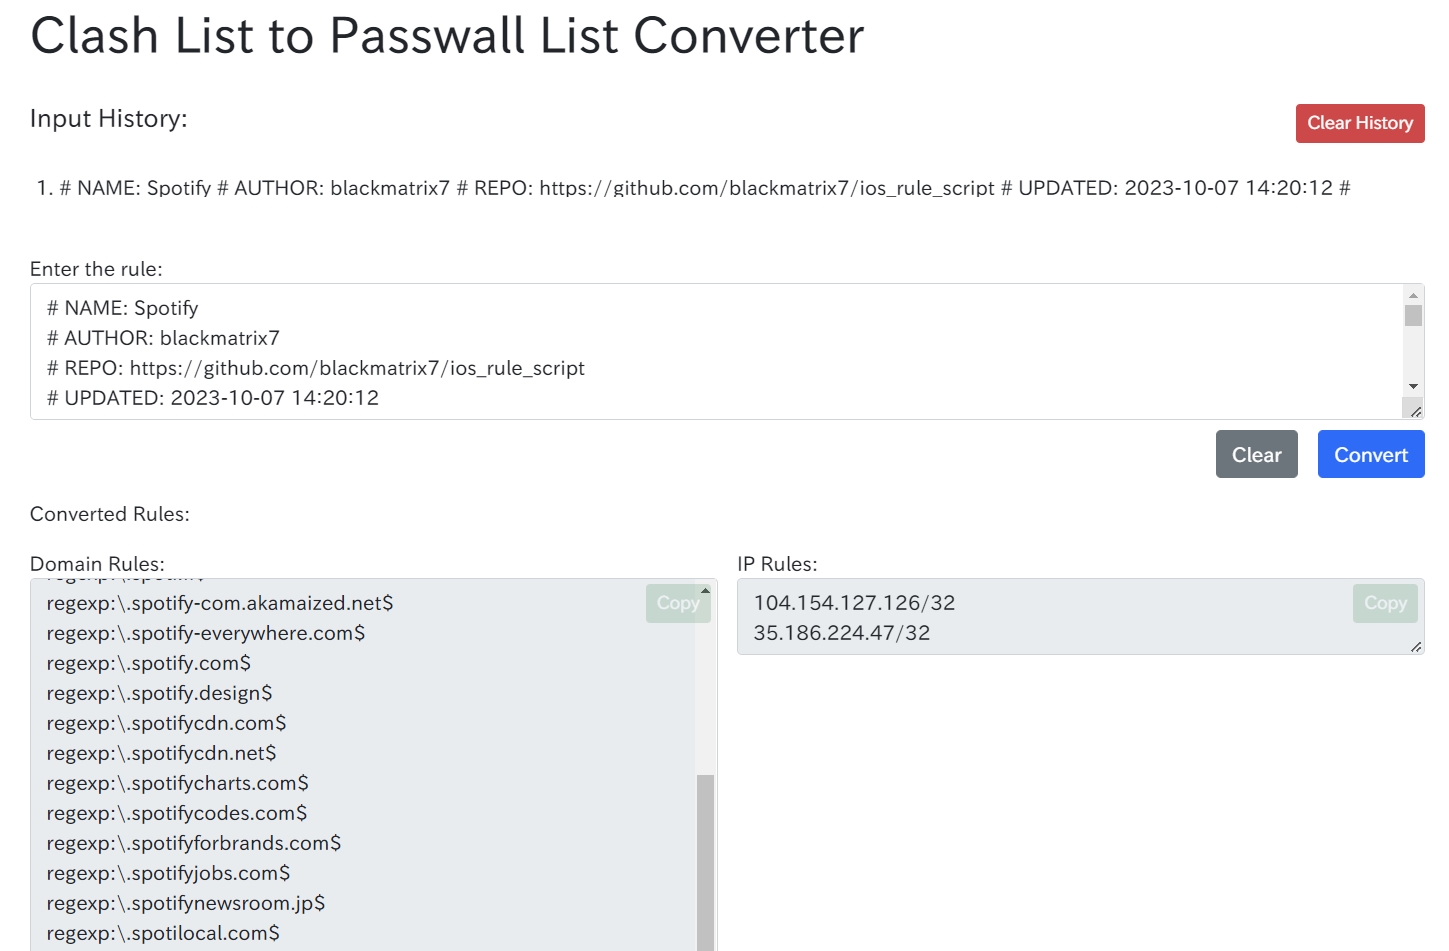 Clash List to Passwall List Converter
Input History:
Clear History
1. # NAME: Spotify # AUTHOR: blackmatrix7 # REPO: https://github.com/blackmatrix7/ios_rule_script # UPDATED: 2023-10-07 14:20:12 #
Enter the rule:
# NAME: Spotify
# AUTHOR: blackmatrix7
# REPO: https://github.com/blackmatrix7/ios_rule_script
# UPDATED: 2023-10-07 14:20:12
Clear
Convert
Converted Rules:
Domain Rules:
Copy
regexp:\.spotify-com.akamaized.net$
regexp:\.spotify-everywhere.com$
regexp:\.spotify.com$
regexp:\.spotify.design$
regexp:\.spotifycdn.com$
regexp:\.spotifycdn.net$
regexp:\.spotifycharts.com$
regexp:\.spotifycodes.com$
regexp:\.spotifyforbrands.com$
regexp:\.spotifyjobs.com$
regexp:\.spotifynewsroom.jp$
regexp:\.spotilocal.com$
IP Rules:
Copy
104.154.127.126/32
35.186.224.47/32